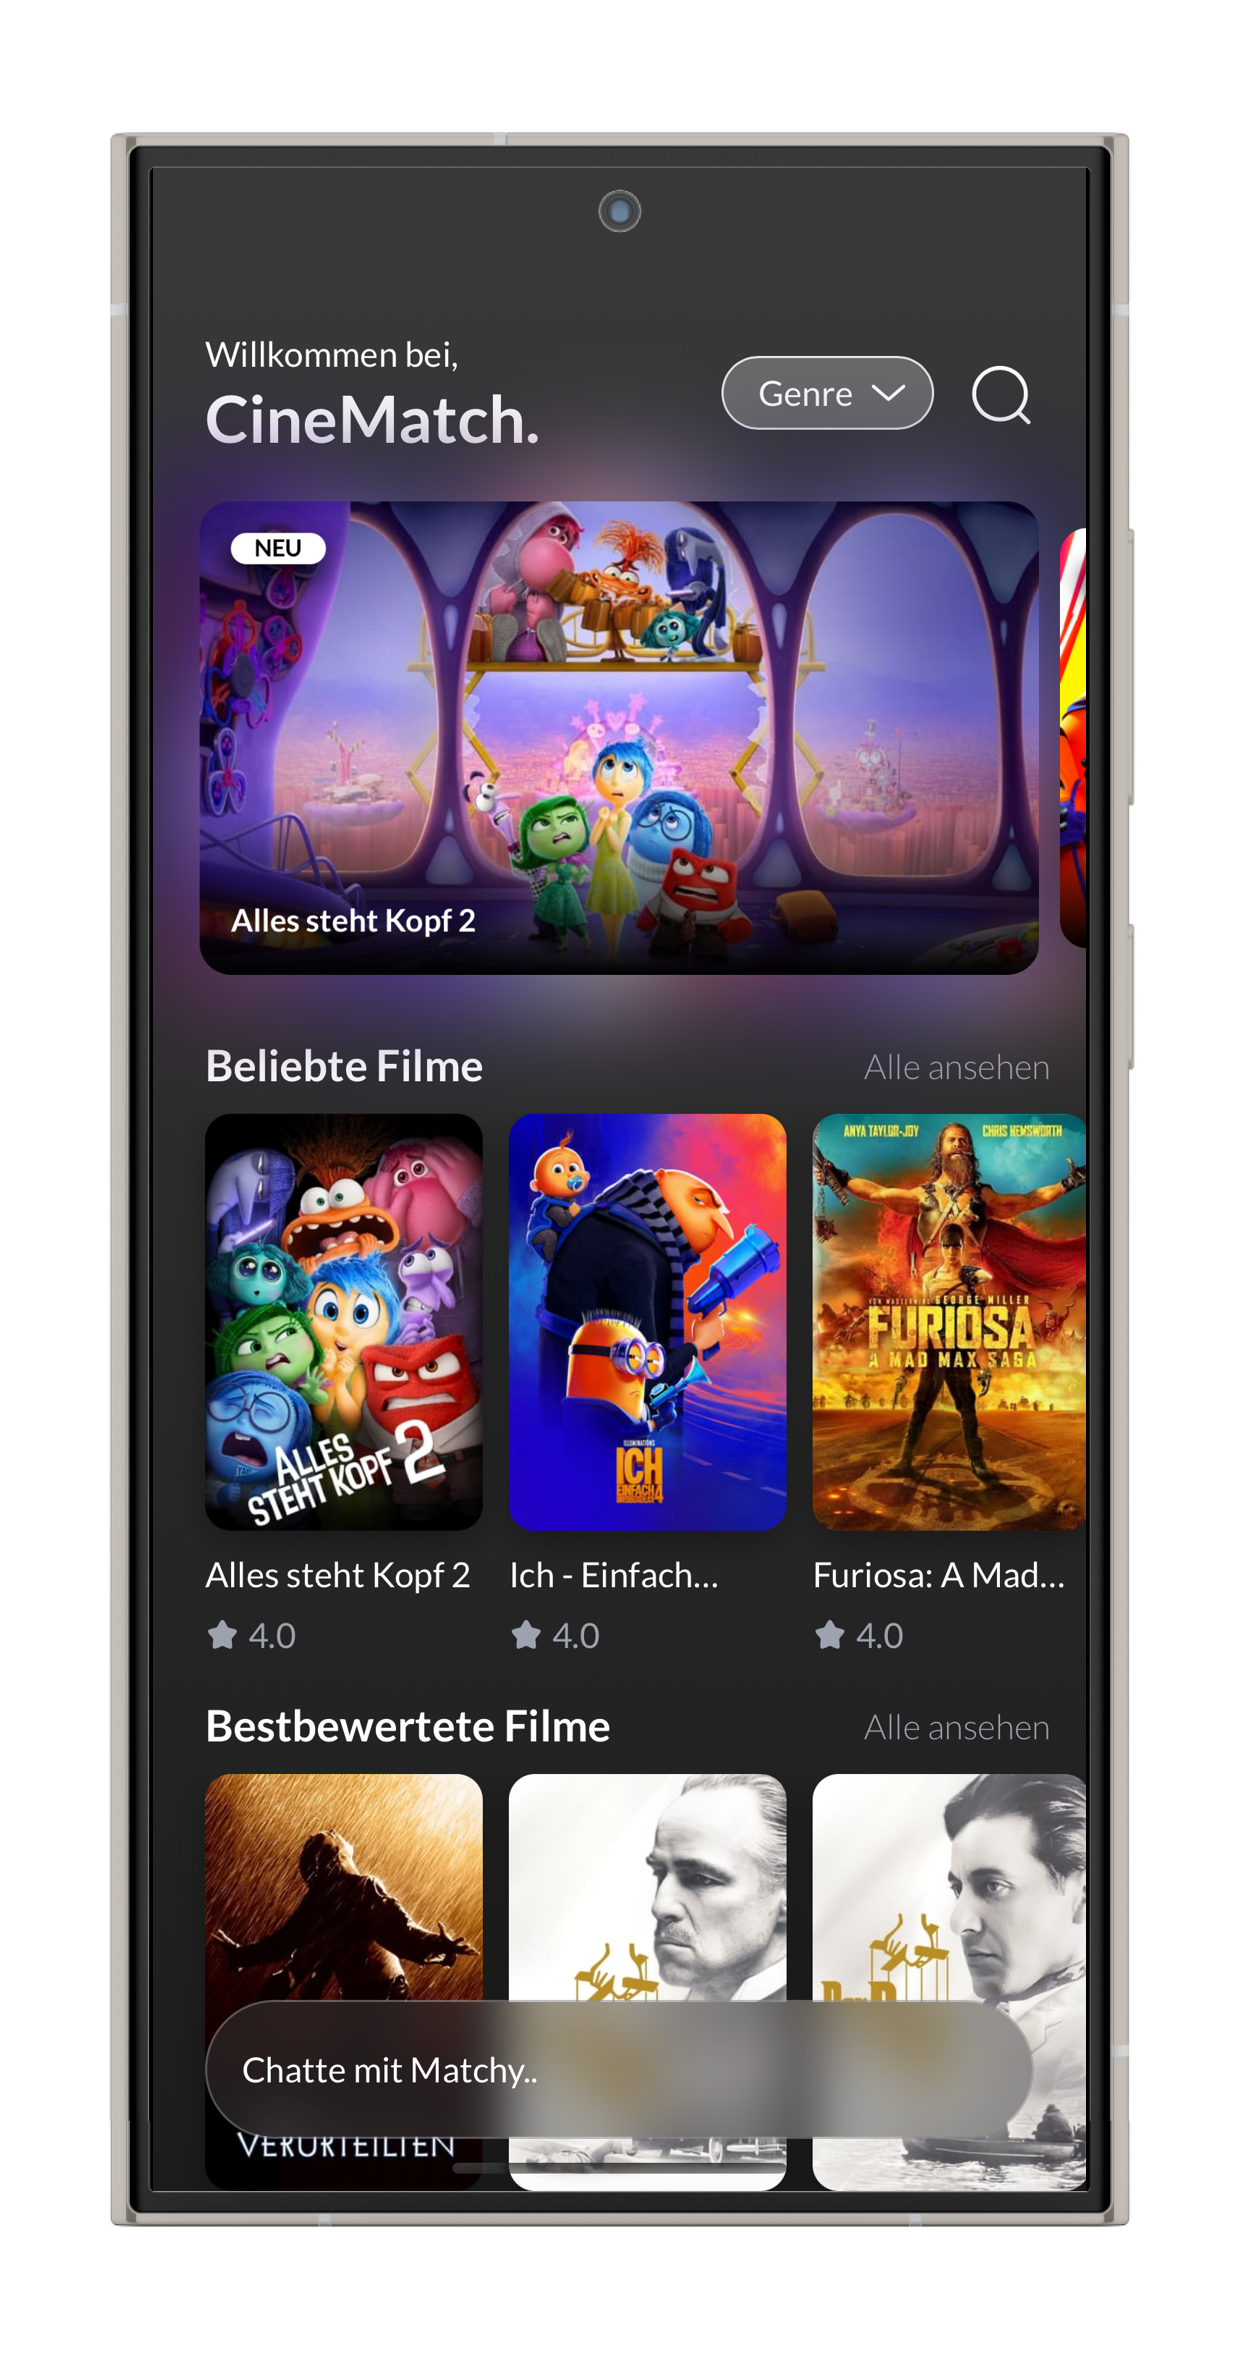 Willkommen bei,
CineMatch.
Genre
NEU
Alles steht Kopf 2
Beliebte Filme
Alle ansehen
ANYA TAYLOR-JOY CHRIS HEMSWORTH
GEORGE MILLER
FURIOSA
A MAD MAX SAGA
ALLES
STEHT KOPF 2
ILLUMINATIONS
ICH
EINFACH
4
Alles steht Kopf 2
Ich - Einfach...
Furiosa: A Mad...
4.0
4.0
4.0
Bestbewertete Filme
Alle ansehen
Chatte mit Matchy..
VERURTEILTEN